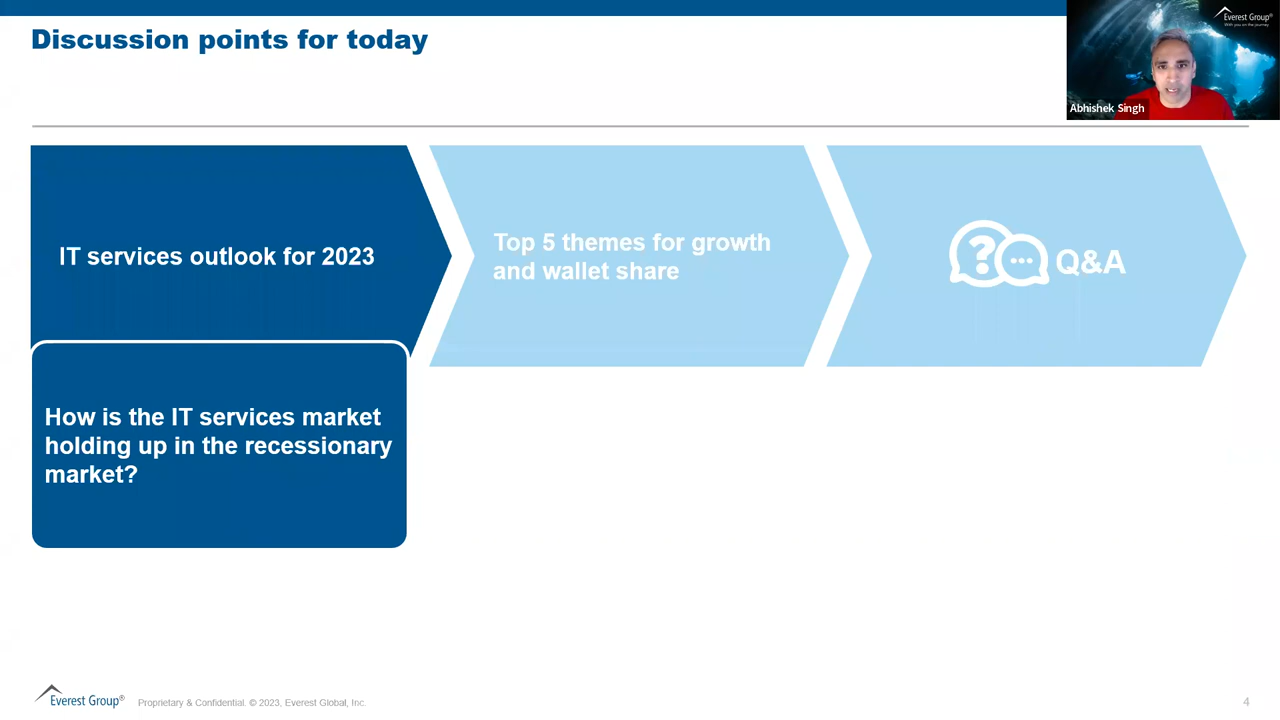 Discussion points for today
Everest Group®
With you on the journey
Abhishek Singh
IT services outlook for 2023
Top 5 themes for growth
and wallet share
Q&A
How is the IT services market
holding up in the recessionary
market?
Everest Group®
Proprietary & Confidential. © 2023, Everest Global, Inc.
4